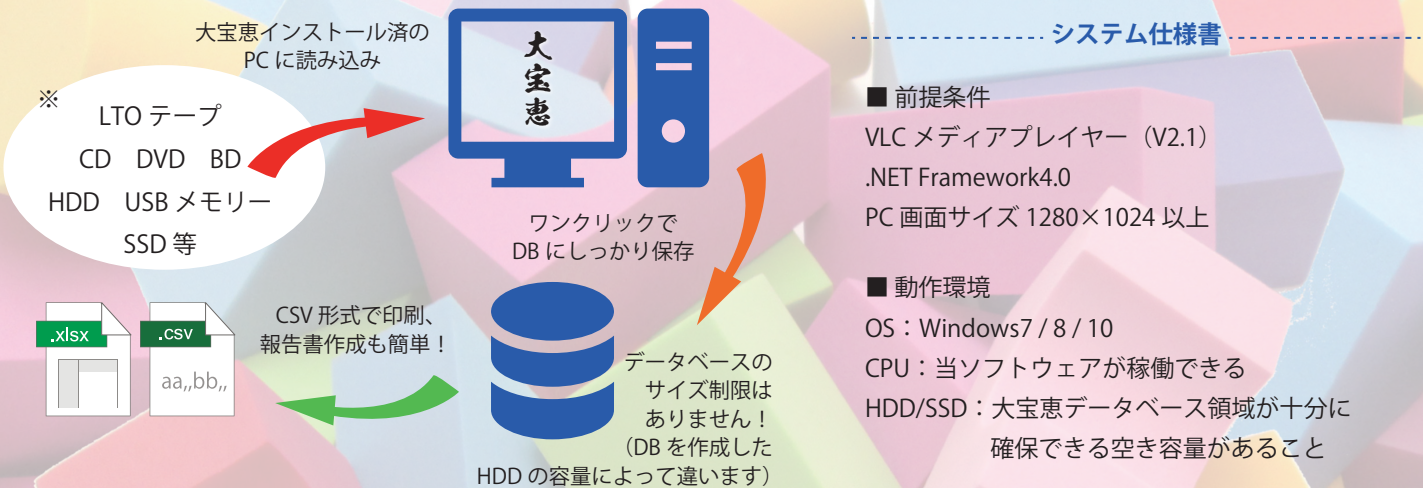 大宝恵インストール済の
PC に読み込み
※
LTO テープ
CD DVD BD
HDD USB メモリー
SSD 等
大宝恵
ワンクリックで
DB にしっかり保存
データベースの
サイズ制限は
ありません！
（DB を作成した
HDD の容量によって違います）
CSV 形式で印刷、
報告書作成も簡単！
.xlsx
.csv
aa,,bb,,
システム仕様書
■ 前提条件
VLC メディアプレイヤー（V2.1）
.NET Framework4.0
PC 画面サイズ 1280×1024 以上
■ 動作環境
OS：Windows7 / 8 / 10
CPU：当ソフトウェアが稼働できる
HDD/SSD：大宝恵データベース領域が十分に
確保できる空き容量があること